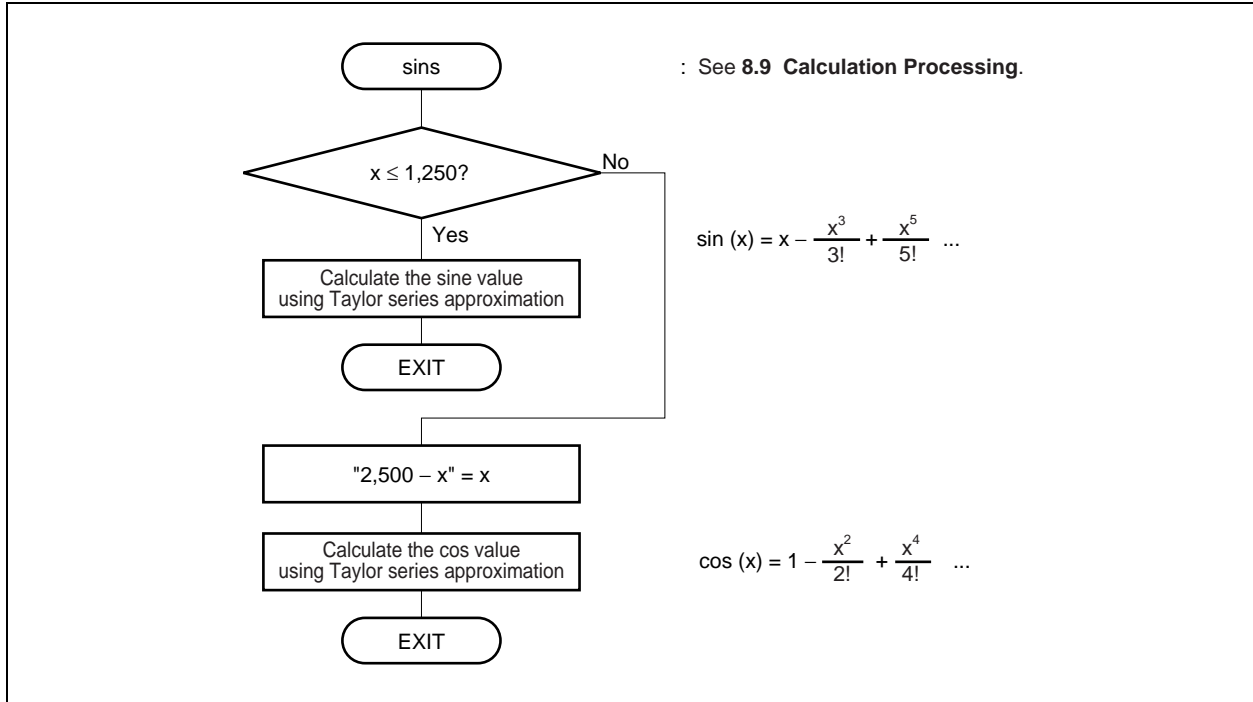 sins
: See 8.9 Calculation Processing.
x ≤ 1,250?
No
Yes
sin (x) = x − x³/3! + x⁵/5! ...
Calculate the sine value
using Taylor series approximation
EXIT
"2,500 − x" = x
Calculate the cos value
using Taylor series approximation
cos (x) = 1 − x²/2! + x⁴/4! ...
EXIT